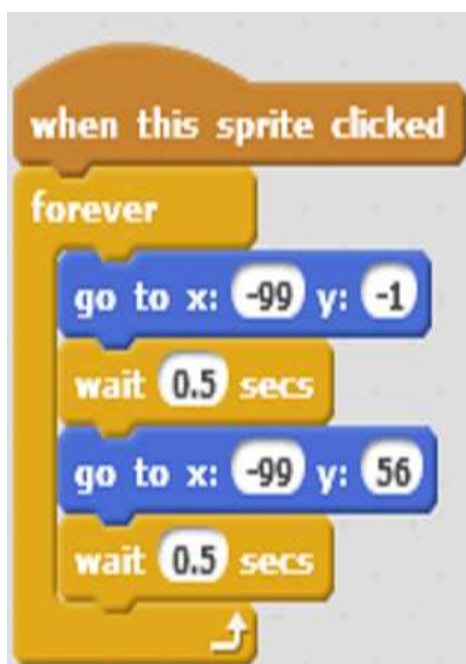 when this sprite clicked
forever
go to x: -99 y: -1
wait 0.5 secs
go to x: -99 y: 56
wait 0.5 secs